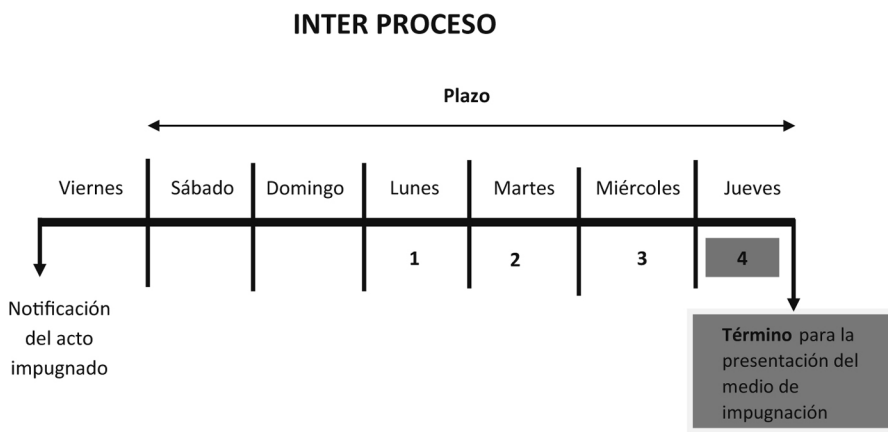 INTER PROCESO
Plazo
Viernes Sábado Domingo Lunes Martes Miércoles Jueves
1 2 3 4
Notificación
del acto
impugnado
Término para la
presentación del
medio de
impugnación